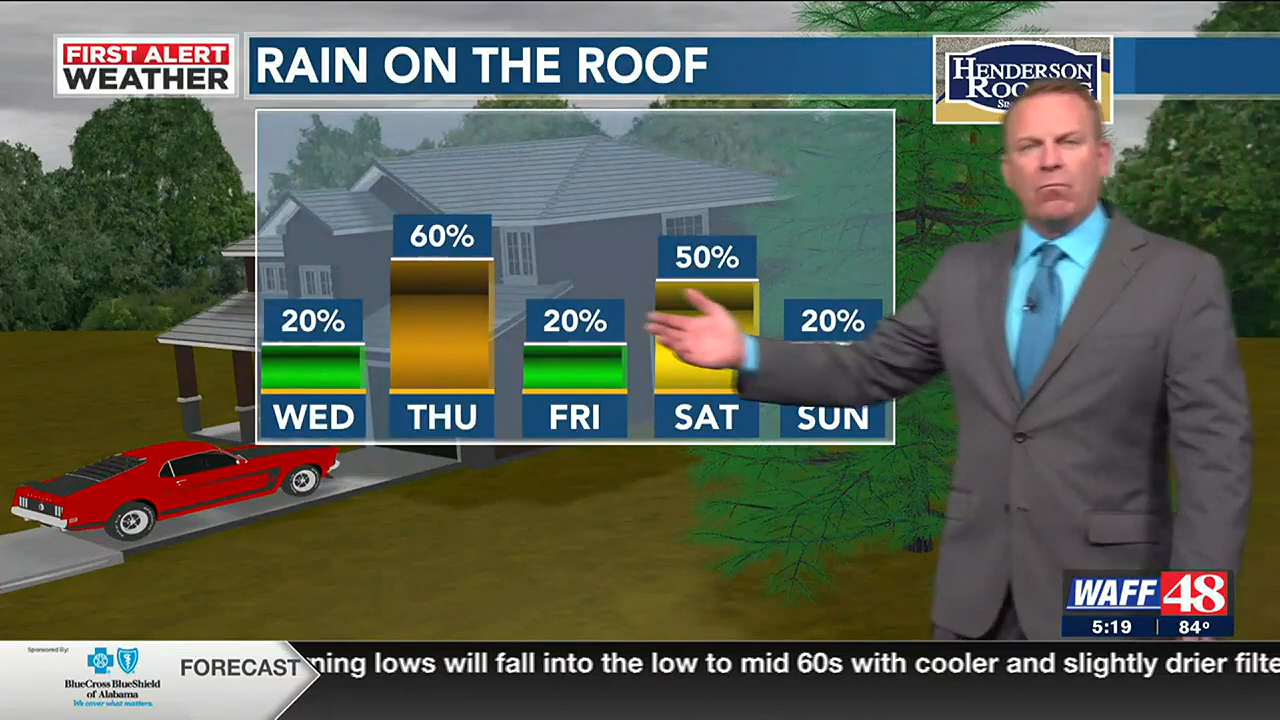 FIRST ALERT
WEATHER
RAIN ON THE ROOF
HENDERSON
60%
50%
20%
20%
20%
WED
THU
FRI
SAT
SUN
WAFF 48
5:19 | 84°
Sponsored By:
BlueCross BlueShield
of Alabama
We cover what matters.
FORECAST
lows will fall into the low to mid 60s with cooler and slightly drier